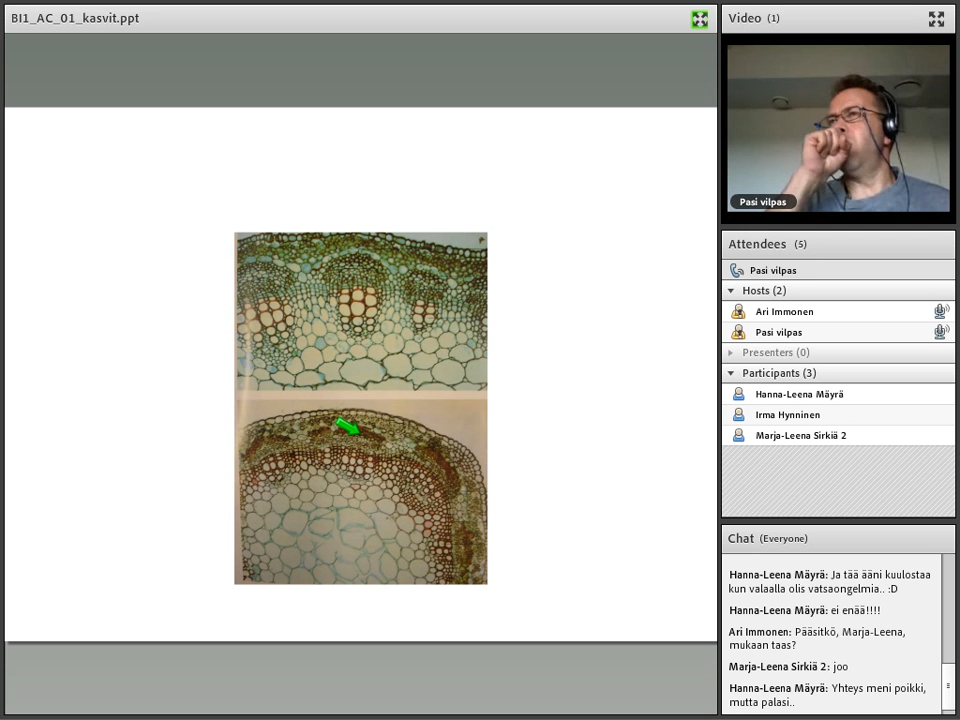 BI1_AC_01_kasvit.ppt
Video (1)
Pasi vilpas
Attendees (5)
Pasi vilpas
Hosts (2)
Ari Immonen
Pasi vilpas
Presenters (0)
Participants (3)
Hanna-Leena Mäyrä
Irma Hynninen
Marja-Leena Sirkiä 2
Chat (Everyone)
Hanna-Leena Mäyrä: Ja tää ääni kuulostaa
kun valaalla olis vatsaongelmia.. :D
Hanna-Leena Mäyrä: ei enää!!!!
Ari Immonen: Pääsitkö, Marja-Leena,
mukaan taas?
Marja-Leena Sirkiä 2: joo
Hanna-Leena Mäyrä: Yhteys meni poikki,
mutta palasi..